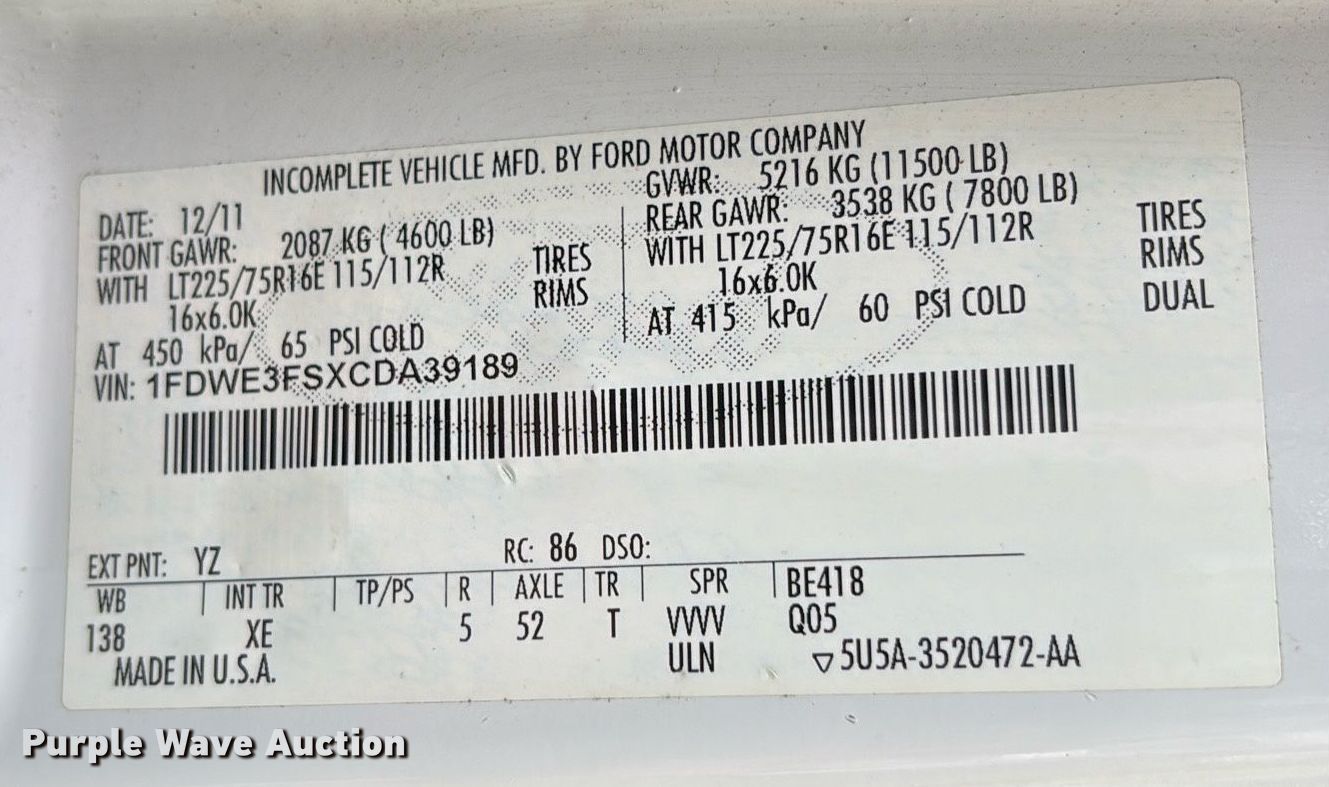 INCOMPLETE VEHICLE MFD. BY FORD MOTOR COMPANY
DATE: 12/11
GVWR: 5216 KG (11500 LB)
FRONT GAWR: 2087 KG ( 4600 LB)
REAR GAWR: 3538 KG ( 7800 LB)
WITH LT225/75R16E 115/112R TIRES
WITH LT225/75R16E 115/112R TIRES
16x6.0K RIMS
16x6.0K RIMS
AT 450 kPa/ 65 PSI COLD
AT 415 kPa/ 60 PSI COLD DUAL
VIN: 1FDWE3FSXCDA39189
EXT PNT: YZ RC: 86 DSO:
WB INT TR TP/PS R AXLE TR SPR BE418
138 XE 5 52 T VVVV Q05
MADE IN U.S.A. ULN ▽5U5A-3520472-AA
Purple Wave Auction